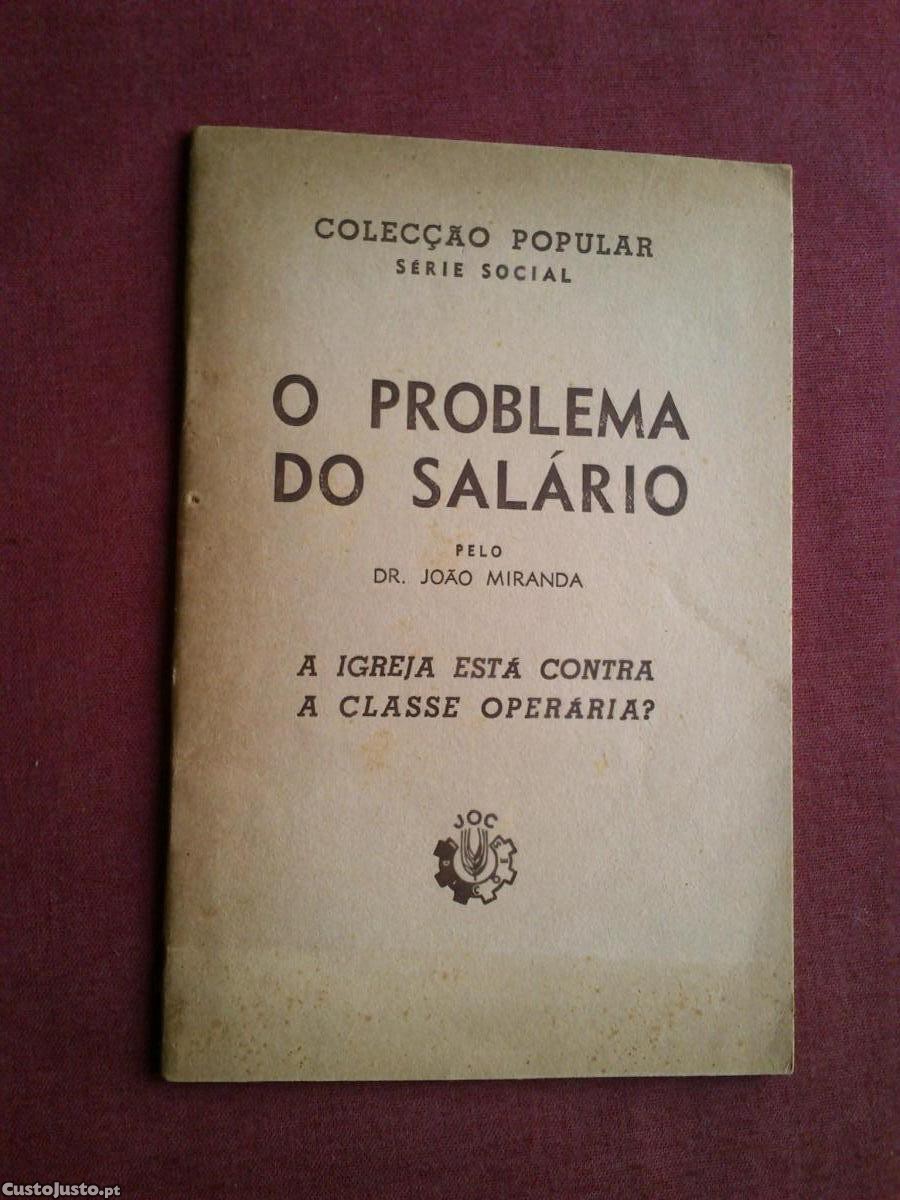 COLECÇÃO POPULAR
SÉRIE SOCIAL
O PROBLEMA
DO SALÁRIO
PELO
DR. JOÃO MIRANDA
A IGREJA ESTÁ CONTRA
A CLASSE OPERÁRIA?
JOC
CustoJusto.pt